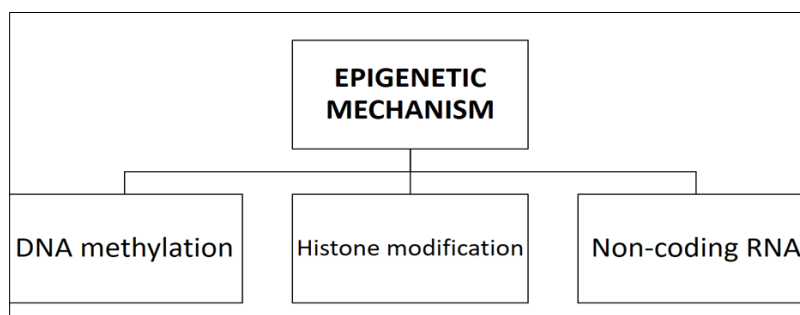 EPIGENETIC
MECHANISM
DNA methylation
Histone modification
Non-coding RNA